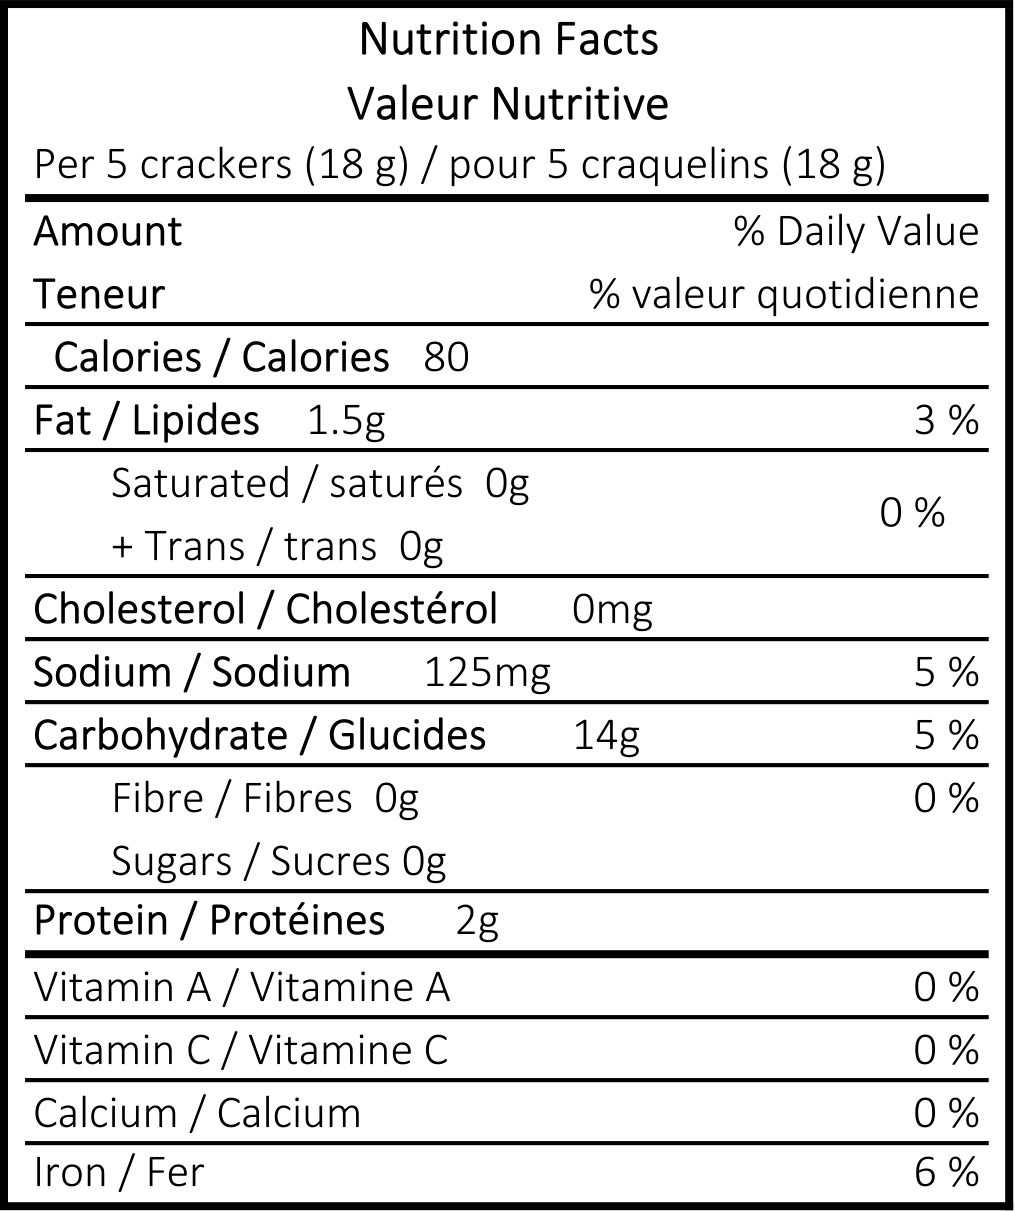 Nutrition Facts
Valeur Nutritive
Per 5 crackers (18 g) / pour 5 craquelins (18 g)
Amount % Daily Value
Teneur % valeur quotidienne
Calories / Calories 80
Fat / Lipides 1.5g 3 %
Saturated / saturés 0g
0 %
+ Trans / trans 0g
Cholesterol / Cholestérol 0mg
Sodium / Sodium 125mg 5 %
Carbohydrate / Glucides 14g 5 %
Fibre / Fibres 0g 0 %
Sugars / Sucres 0g
Protein / Protéines 2g
Vitamin A / Vitamine A 0 %
Vitamin C / Vitamine C 0 %
Calcium / Calcium 0 %
Iron / Fer 6 %